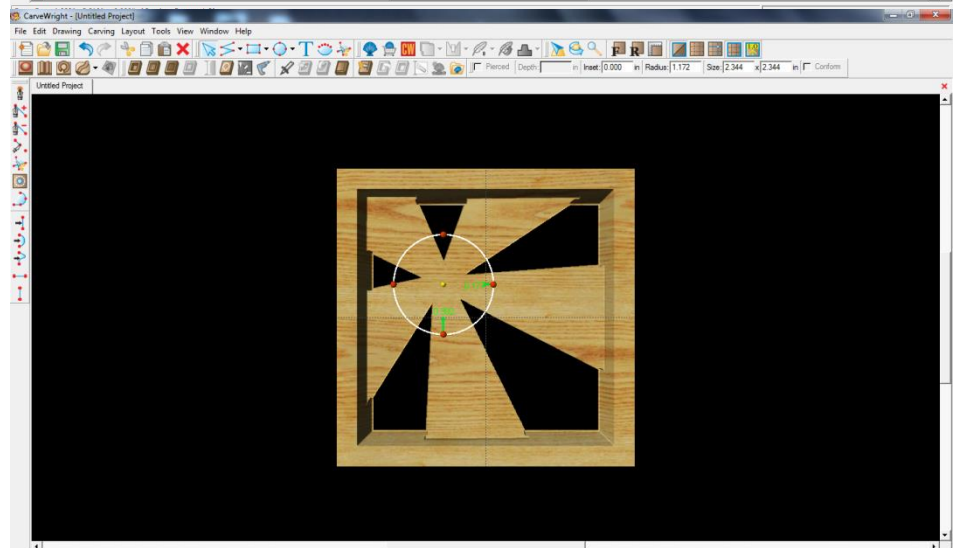 CarveWright - [Untitled Project]
File Edit Drawing Carving Layout Tools View Window Help
CW F R
Pierced Depth: in Inset: 0.000 in Radius: 1.172 Size: 2.344 x 2.344 in Conform
Untitled Project